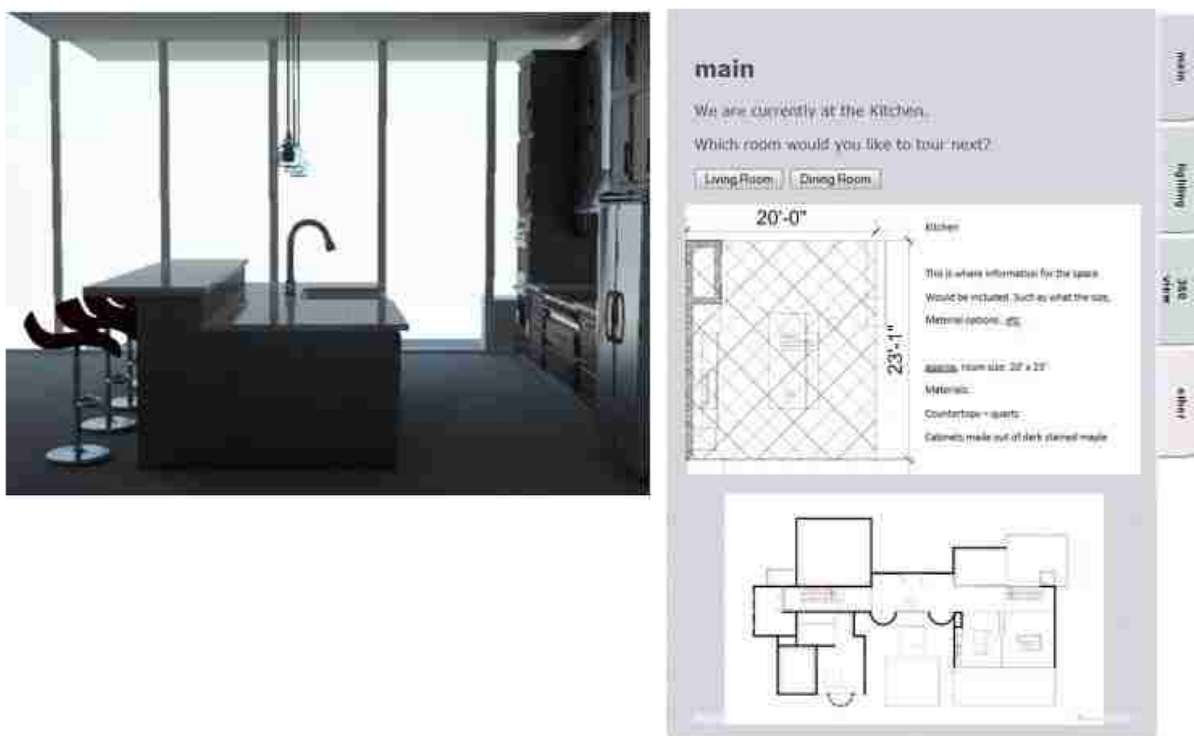 main
We are currently at the Kitchen.
Which room would you like to tour next?
Living Room
Dining Room
20'-0"
23'-1"
Kitchen
This is where information for the space
Would be included. Such as what the size,
Material options, etc.
approx. room size: 20' x 23'
Materials:
Countertops - quartz
Cabinets made out of dark stained maple
main
lighting
360
view
other